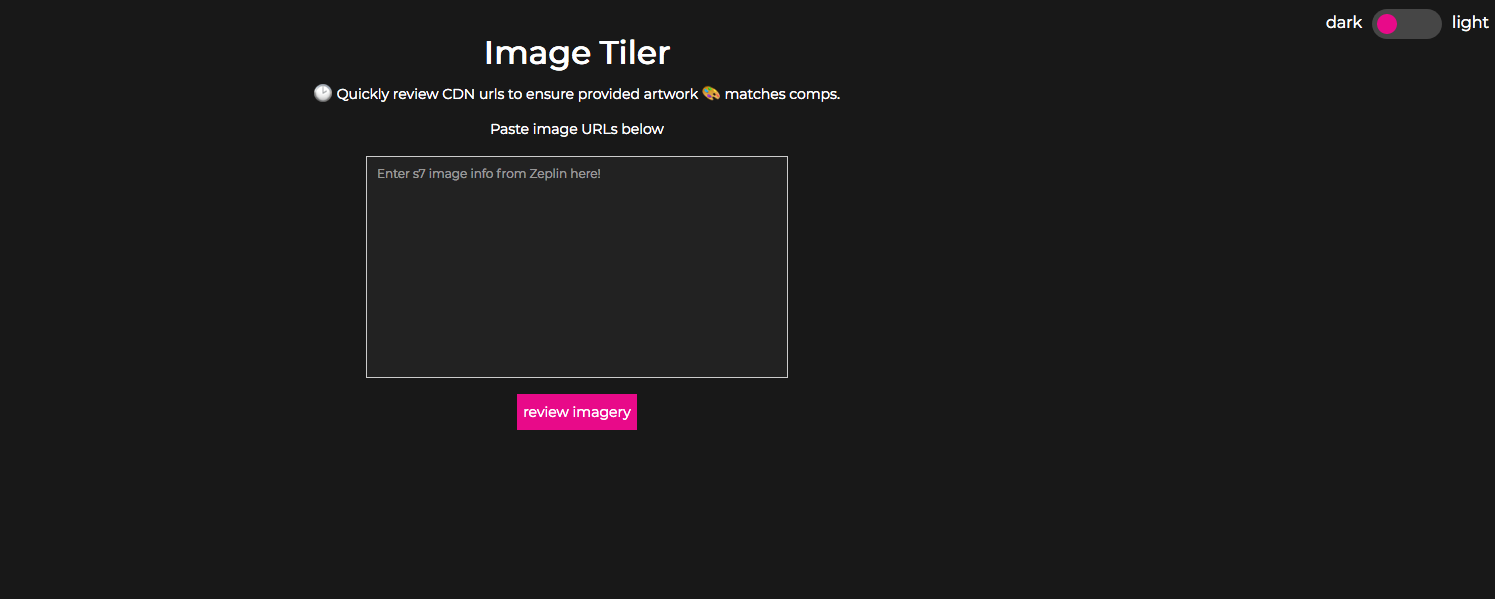 dark light
Image Tiler
🕑 Quickly review CDN urls to ensure provided artwork 🎨 matches comps.
Paste image URLs below
Enter s7 image info from Zeplin here!
review imagery